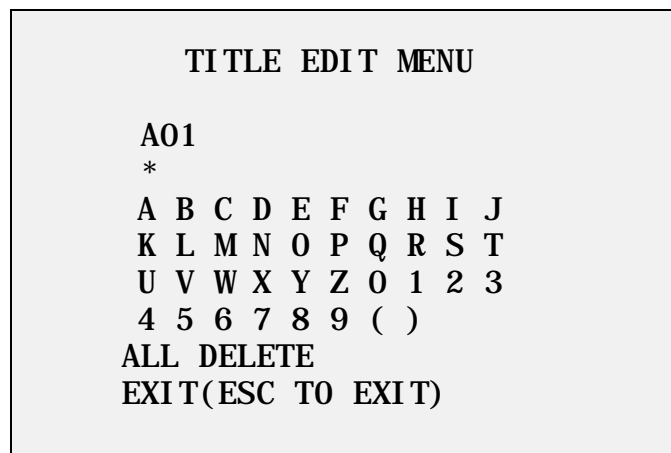 TITLE EDIT MENU
A01
*
A B C D E F G H I J
K L M N O P Q R S T
U V W X Y Z 0 1 2 3
4 5 6 7 8 9 ( )
ALL DELETE
EXIT(ESC TO EXIT)